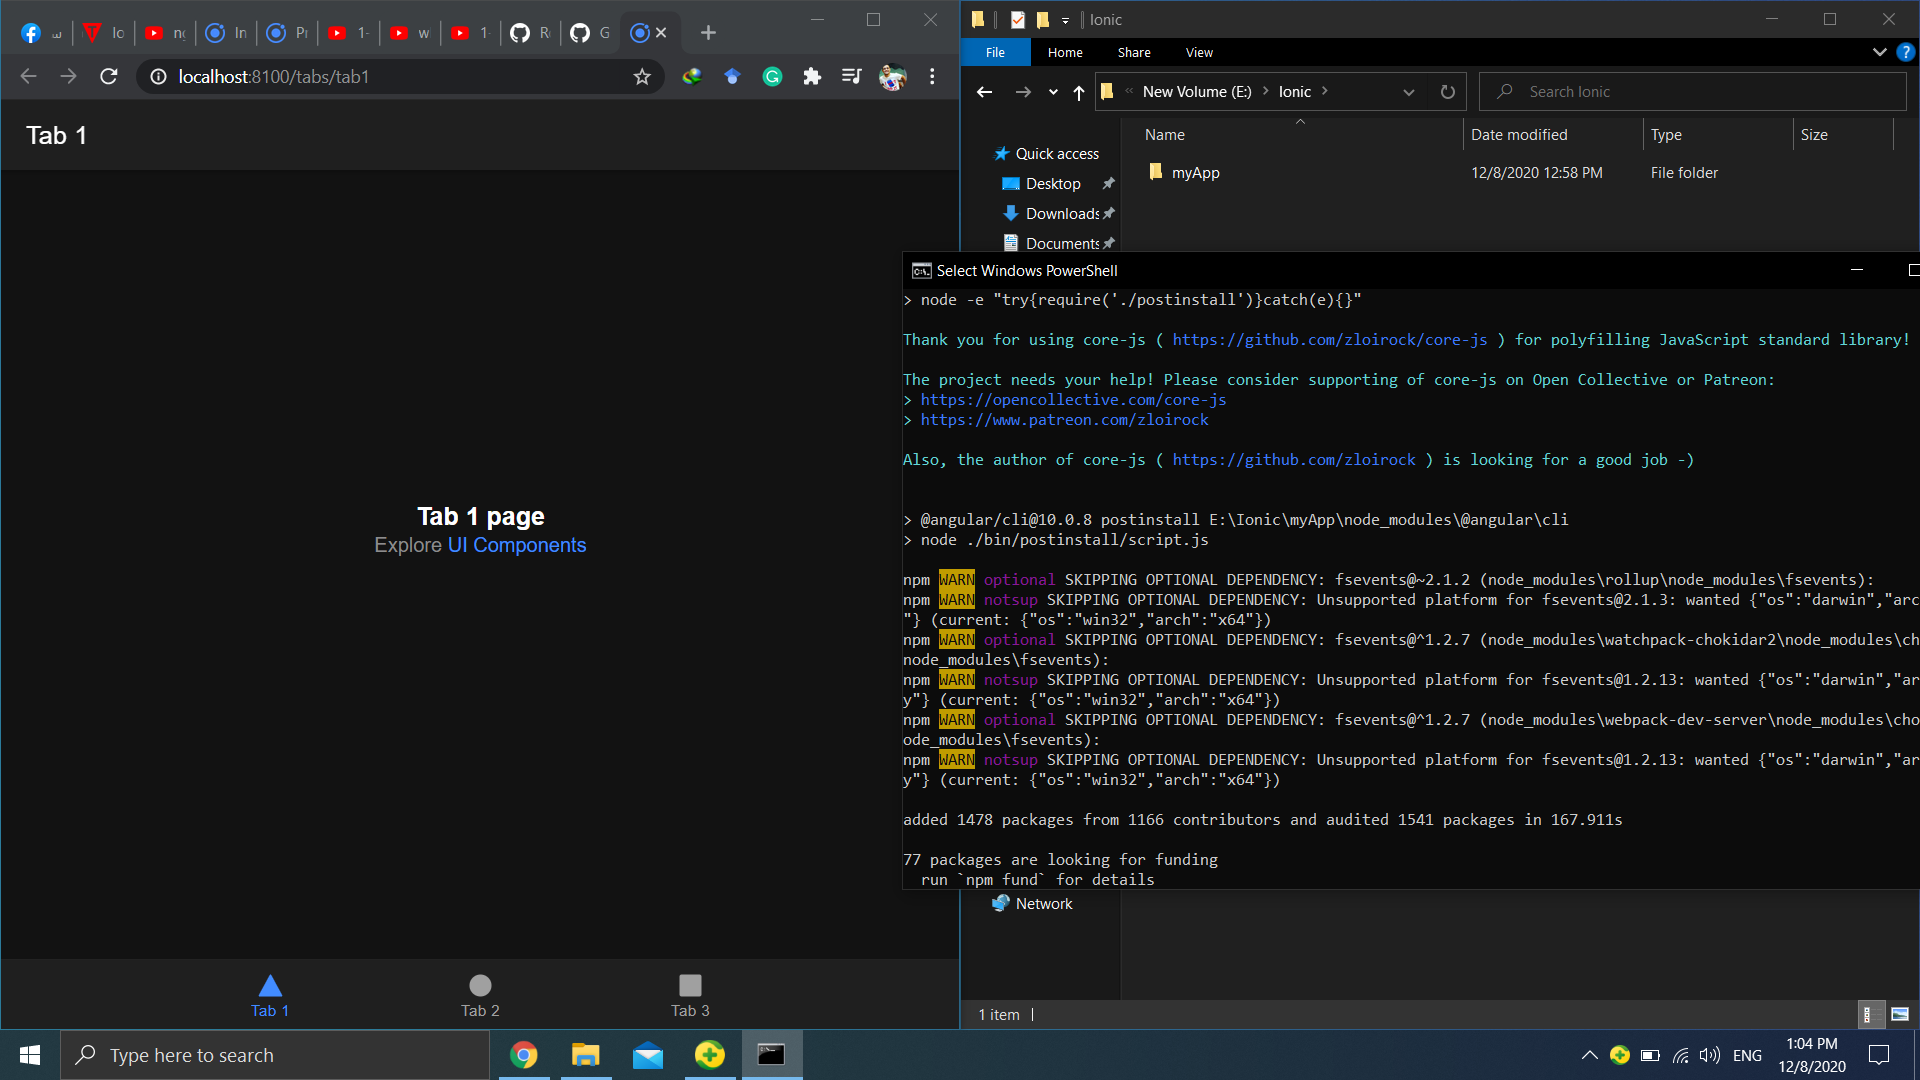 Io
In
1-
w
1
R
G
localhost:8100/tabs/tab1
Tab 1
Tab 1 page
Explore UI Components
Tab 1
Tab 2
Tab 3
Ionic
File
Home
Share
View
New Volume (E:)
Ionic
Search Ionic
Name
Date modified
Type
Size
Quick access
Desktop
Downloads
Documents
myApp
12/8/2020 12:58 PM
File folder
Select Windows PowerShell
> node -e "try{require('./postinstall')}catch(e){}"
Thank you for using core-js ( https://github.com/zloirock/core-js ) for polyfilling JavaScript standard library!
The project needs your help! Please consider supporting of core-js on Open Collective or Patreon:
> https://opencollective.com/core-js
> https://www.patreon.com/zloirock
Also, the author of core-js ( https://github.com/zloirock ) is looking for a good job -)
> @angular/cli@10.0.8 postinstall E:\Ionic\myApp\node_modules\@angular\cli
> node ./bin/postinstall/script.js
npm WARN optional SKIPPING OPTIONAL DEPENDENCY: fsevents@~2.1.2 (node_modules\rollup\node_modules\fsevents):
npm WARN notsup SKIPPING OPTIONAL DEPENDENCY: Unsupported platform for fsevents@2.1.3: wanted {"os":"darwin","arc
"} (current: {"os":"win32","arch":"x64"})
npm WARN optional SKIPPING OPTIONAL DEPENDENCY: fsevents@^1.2.7 (node_modules\watchpack-chokidar2\node_modules\ch
node_modules\fsevents):
npm WARN notsup SKIPPING OPTIONAL DEPENDENCY: Unsupported platform for fsevents@1.2.13: wanted {"os":"darwin","ar
y"} (current: {"os":"win32","arch":"x64"})
npm WARN optional SKIPPING OPTIONAL DEPENDENCY: fsevents@^1.2.7 (node_modules\webpack-dev-server\node_modules\cho
ode_modules\fsevents):
npm WARN notsup SKIPPING OPTIONAL DEPENDENCY: Unsupported platform for fsevents@1.2.13: wanted {"os":"darwin","ar
y"} (current: {"os":"win32","arch":"x64"})
added 1478 packages from 1166 contributors and audited 1541 packages in 167.911s
77 packages are looking for funding
run `npm fund` for details
Network
1 item
Type here to search
ENG
1:04 PM
12/8/2020